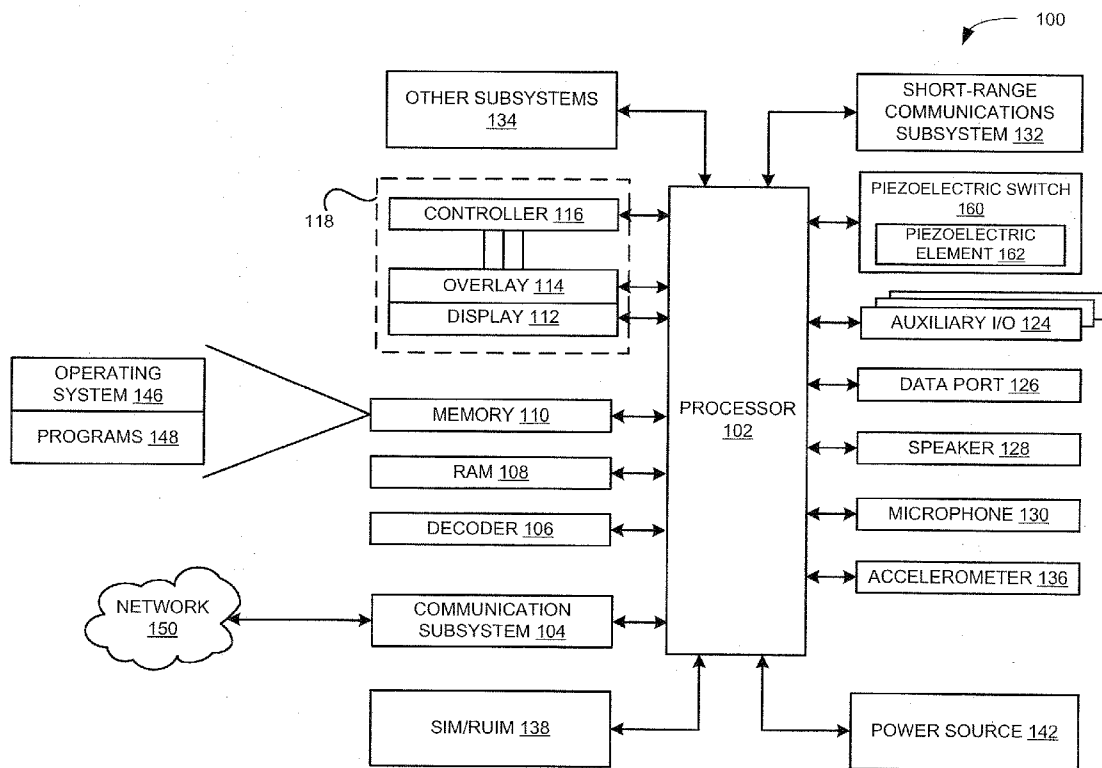 100
OTHER SUBSYSTEMS
134
SHORT-RANGE
COMMUNICATIONS
SUBSYSTEM 132
118
CONTROLLER 116
OVERLAY 114
DISPLAY 112
PIEZOELECTRIC SWITCH
160
PIEZOELECTRIC
ELEMENT 162
AUXILIARY I/O 124
OPERATING
SYSTEM 146
PROGRAMS 148
MEMORY 110
RAM 108
DECODER 106
PROCESSOR
102
DATA PORT 126
SPEAKER 128
MICROPHONE 130
ACCELEROMETER 136
NETWORK
150
COMMUNICATION
SUBSYSTEM 104
SIM/RUIM 138
POWER SOURCE 142